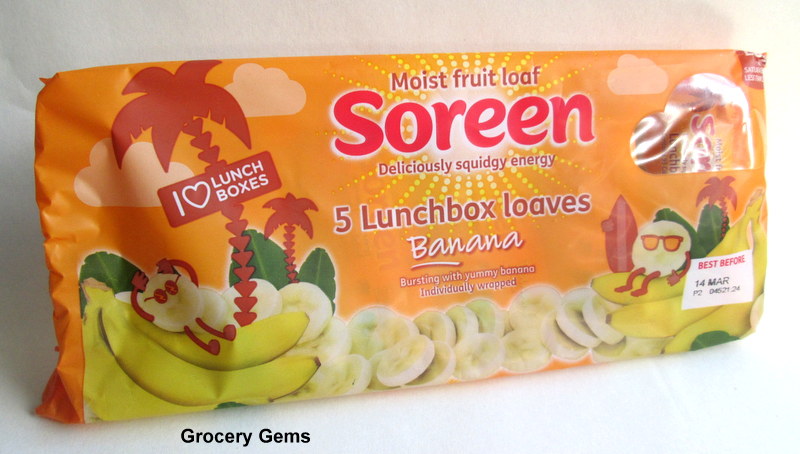 Moist fruit loaf
Soreen
Deliciously squidgy energy
I LUNCH
BOXES
5 Lunchbox loaves
Banana
Bursting with yummy banana
Individually wrapped
BEST BEFORE
14 MAR
Grocery Gems